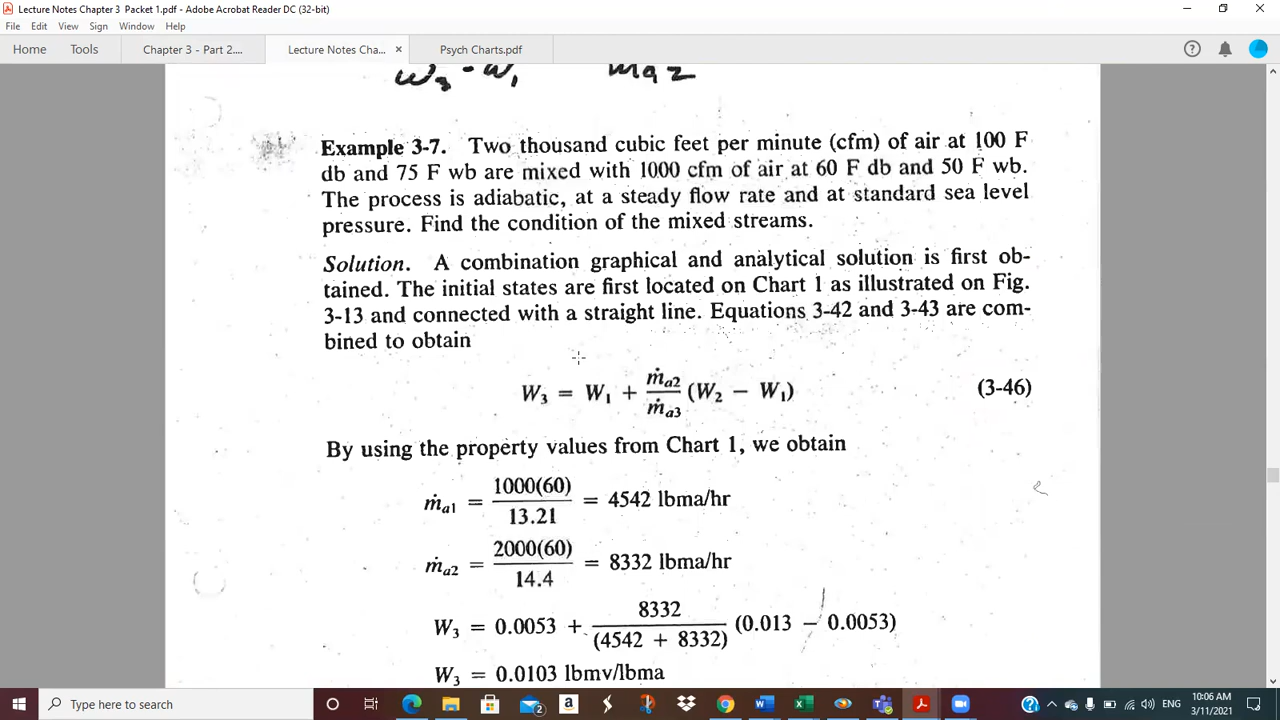 Lecture Notes Chapter 3 Packet 1.pdf - Adobe Acrobat Reader DC (32-bit)
File Edit View Sign Window Help
Home Tools Chapter 3 - Part 2.... Lecture Notes Cha... × Psych Charts.pdf
W₃ - W₁ ma2
Example 3-7. Two thousand cubic feet per minute (cfm) of air at 100 F
db and 75 F wb are mixed with 1000 cfm of air at 60 F db and 50 F wb.
The process is adiabatic, at a steady flow rate and at standard sea level
pressure. Find the condition of the mixed streams.
Solution. A combination graphical and analytical solution is first ob-
tained. The initial states are first located on Chart 1 as illustrated on Fig.
3-13 and connected with a straight line. Equations 3-42 and 3-43 are com-
bined to obtain
W₃ = W₁ + ṁa2/ṁa3 (W₂ − W₁) (3-46)
By using the property values from Chart 1, we obtain
ṁa1 = 1000(60)/13.21 = 4542 lbma/hr
ṁa2 = 2000(60)/14.4 = 8332 lbma/hr
W₃ = 0.0053 + 8332/(4542 + 8332) (0.013 − 0.0053)
W₃ = 0.0103 lbmv/lbma
Type here to search
10:06 AM
3/11/2021